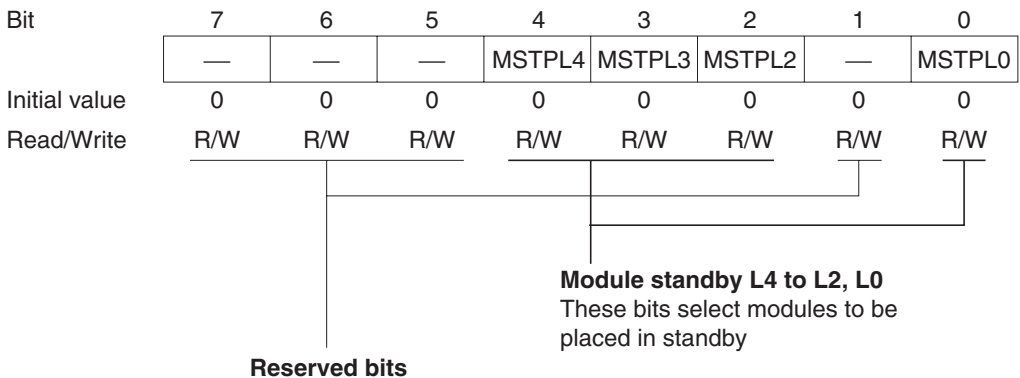 Bit 7 6 5 4 3 2 1 0
— — — MSTPL4 MSTPL3 MSTPL2 — MSTPL0
Initial value 0 0 0 0 0 0 0 0
Read/Write R/W R/W R/W R/W R/W R/W R/W R/W
Module standby L4 to L2, L0
These bits select modules to be
placed in standby
Reserved bits